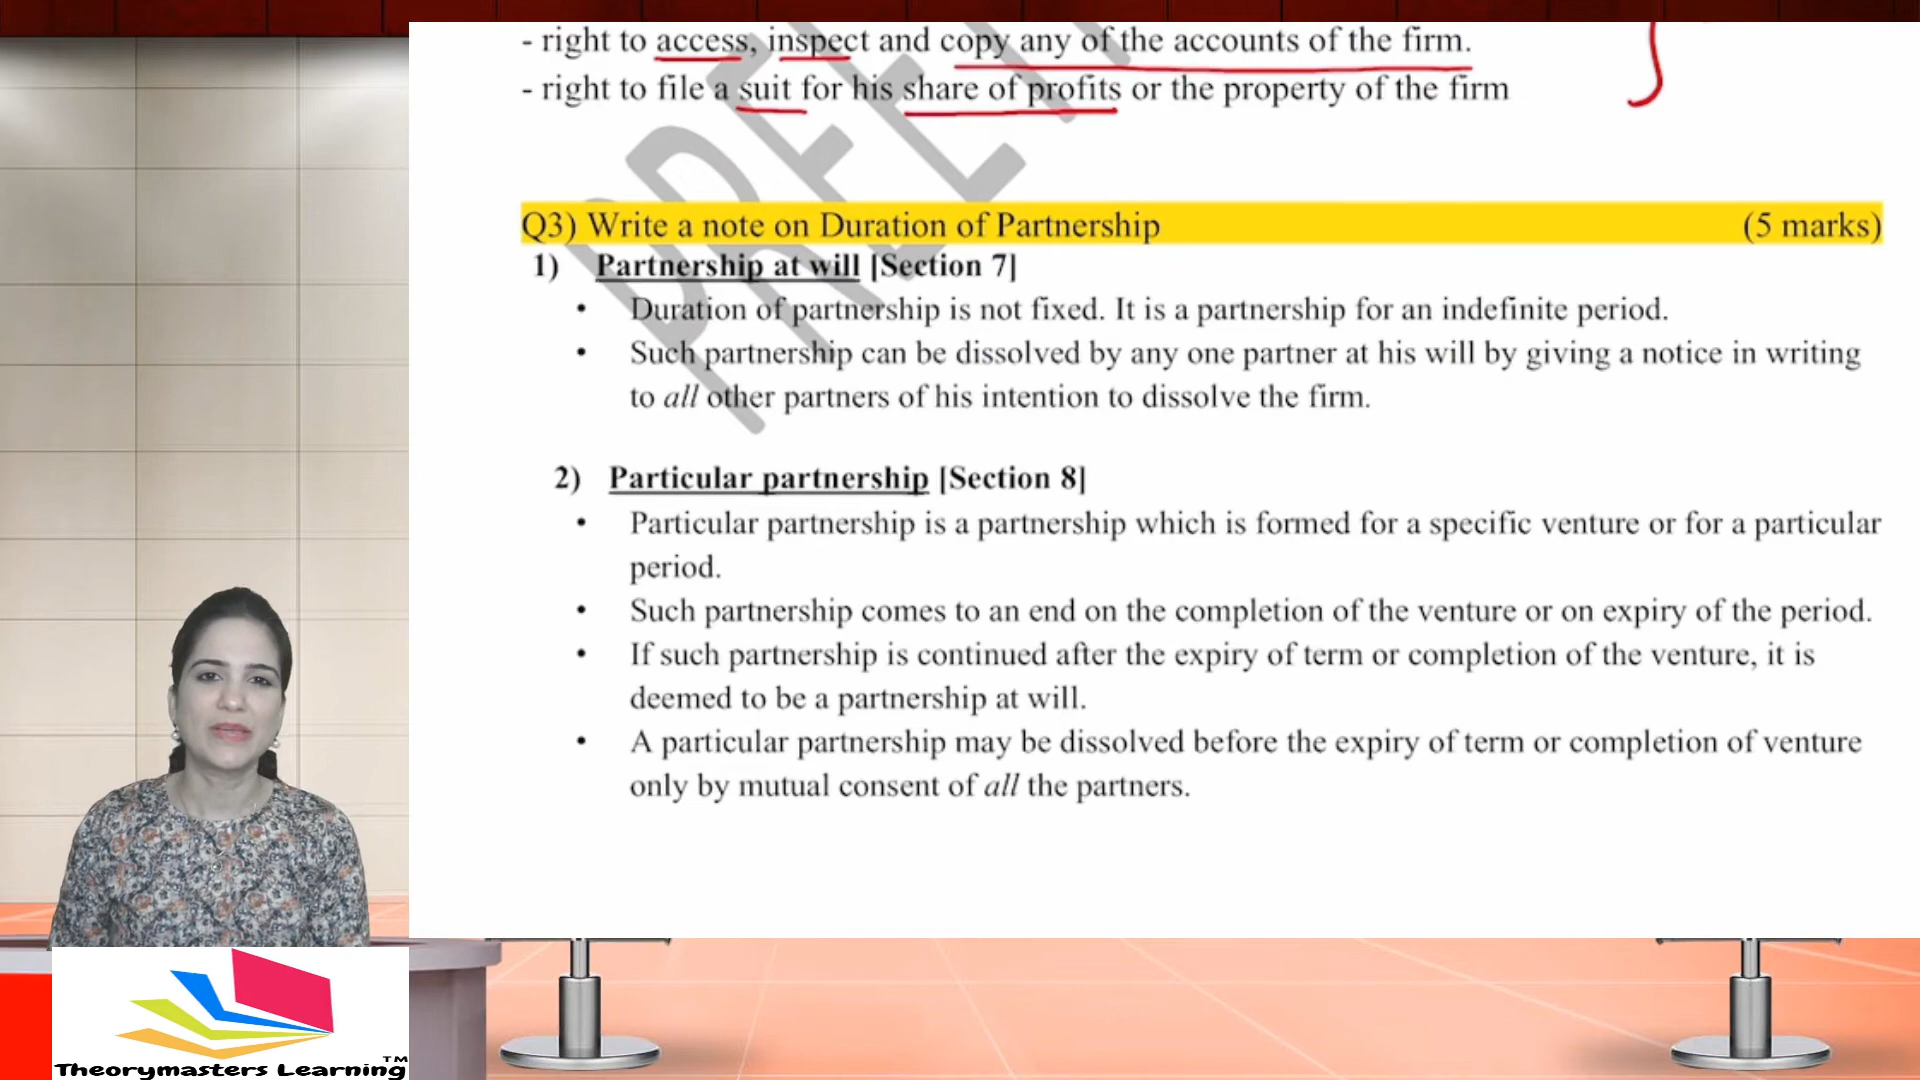 - right to access, inspect and copy any of the accounts of the firm.
- right to file a suit for his share of profits or the property of the firm
Q3) Write a note on Duration of Partnership (5 marks)
1) Partnership at will [Section 7]
• Duration of partnership is not fixed. It is a partnership for an indefinite period.
• Such partnership can be dissolved by any one partner at his will by giving a notice in writing
to all other partners of his intention to dissolve the firm.
2) Particular partnership [Section 8]
• Particular partnership is a partnership which is formed for a specific venture or for a particular
period.
• Such partnership comes to an end on the completion of the venture or on expiry of the period.
• If such partnership is continued after the expiry of term or completion of the venture, it is
deemed to be a partnership at will.
• A particular partnership may be dissolved before the expiry of term or completion of venture
only by mutual consent of all the partners.
Theorymasters Learning™